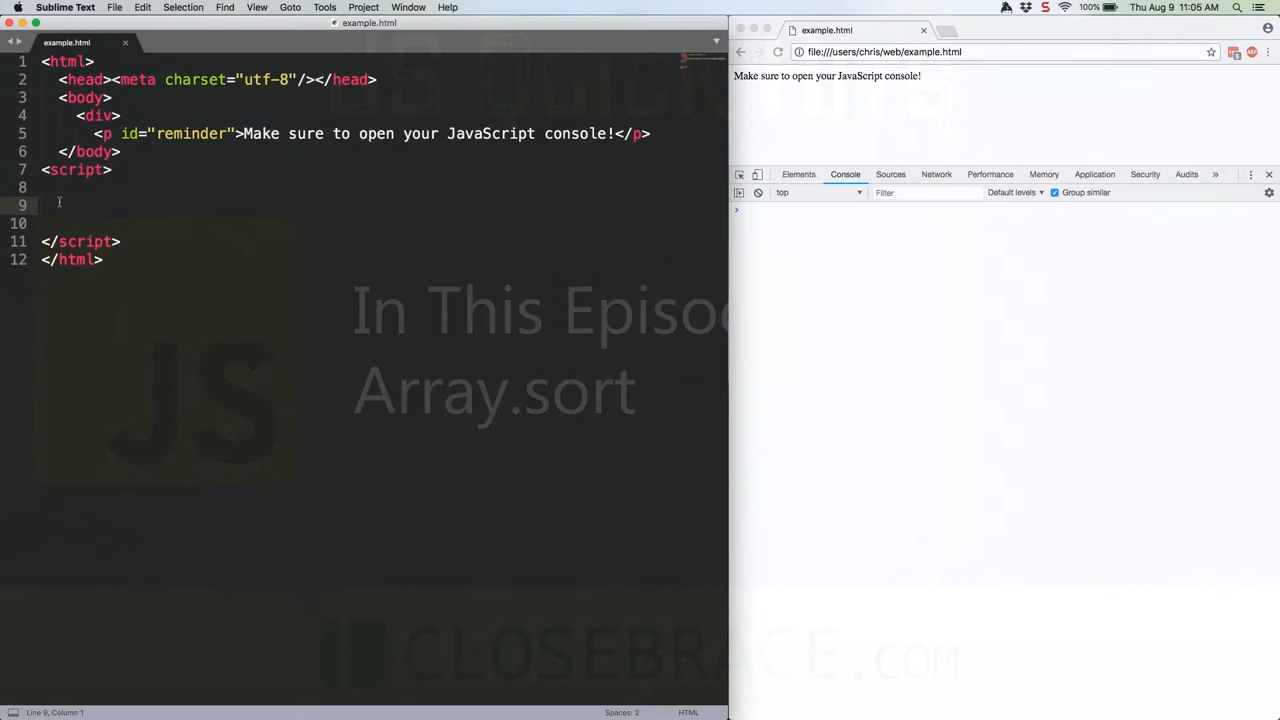 Sublime Text File Edit Selection Find View Goto Tools Project Window Help 100% Thu Aug 9 11:05 AM
example.html
example.html
1 <html>
2 <head><meta charset="utf-8"/></head>
3 <body>
4 <div>
5 <p id="reminder">Make sure to open your JavaScript console!</p>
6 </body>
7 <script>
8
9
10
11 </script>
12 </html>
In This Episo
Array.sort
JS
CLOSEBRACE.COM
Line 9, Column 1 Spaces: 2 HTML
example.html
file:///users/chris/web/example.html
Make sure to open your JavaScript console!
Elements Console Sources Network Performance Memory Application Security Audits »
top Filter Default levels Group similar
>